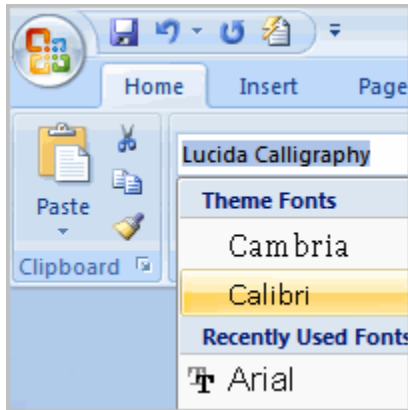 Home Insert Page
Lucida Calligraphy
Paste
Theme Fonts
Cambria
Clipboard
Calibri
Recently Used Fonts
Arial